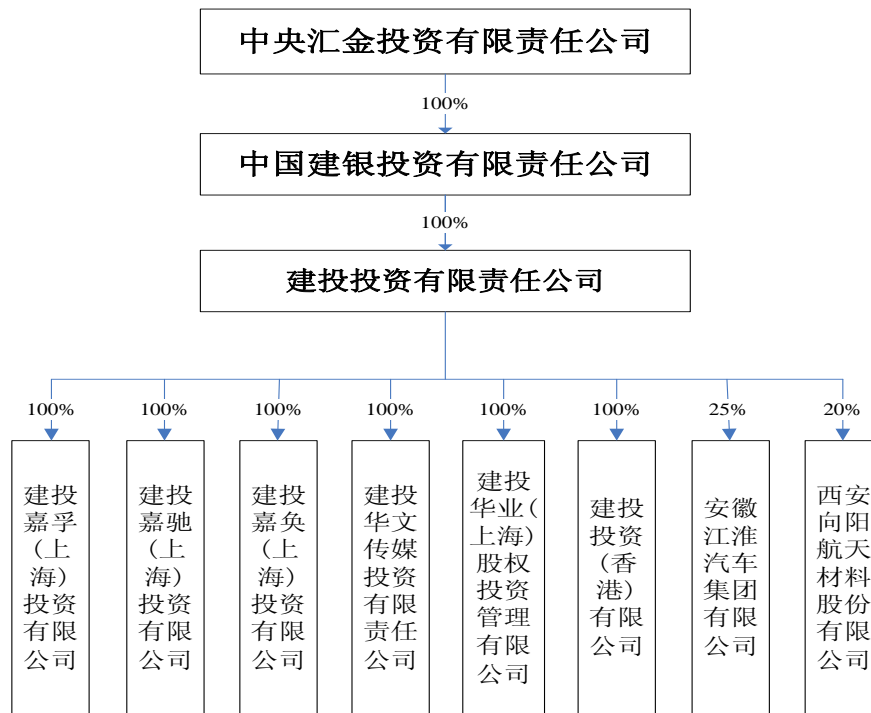 中央汇金投资有限责任公司
100%
中国建银投资有限责任公司
100%
建投投资有限责任公司
100%
100%
100%
100%
100%
100%
25%
20%
建投
嘉孚
（上
海）
投资
有限
公司
建投
嘉驰
（上
海）
投资
有限
公司
建投
嘉奂
（上
海）
投资
有限
公司
建投
华文
传媒
投资
有限
责任
公司
建投
华业（
上海）
股权
投资
管理
有限
公司
建投
投资
（香
港）
有限
公司
安徽
江淮
汽车
集团
有限
公司
西安
向阳
航天
材料
股份
有限
公司